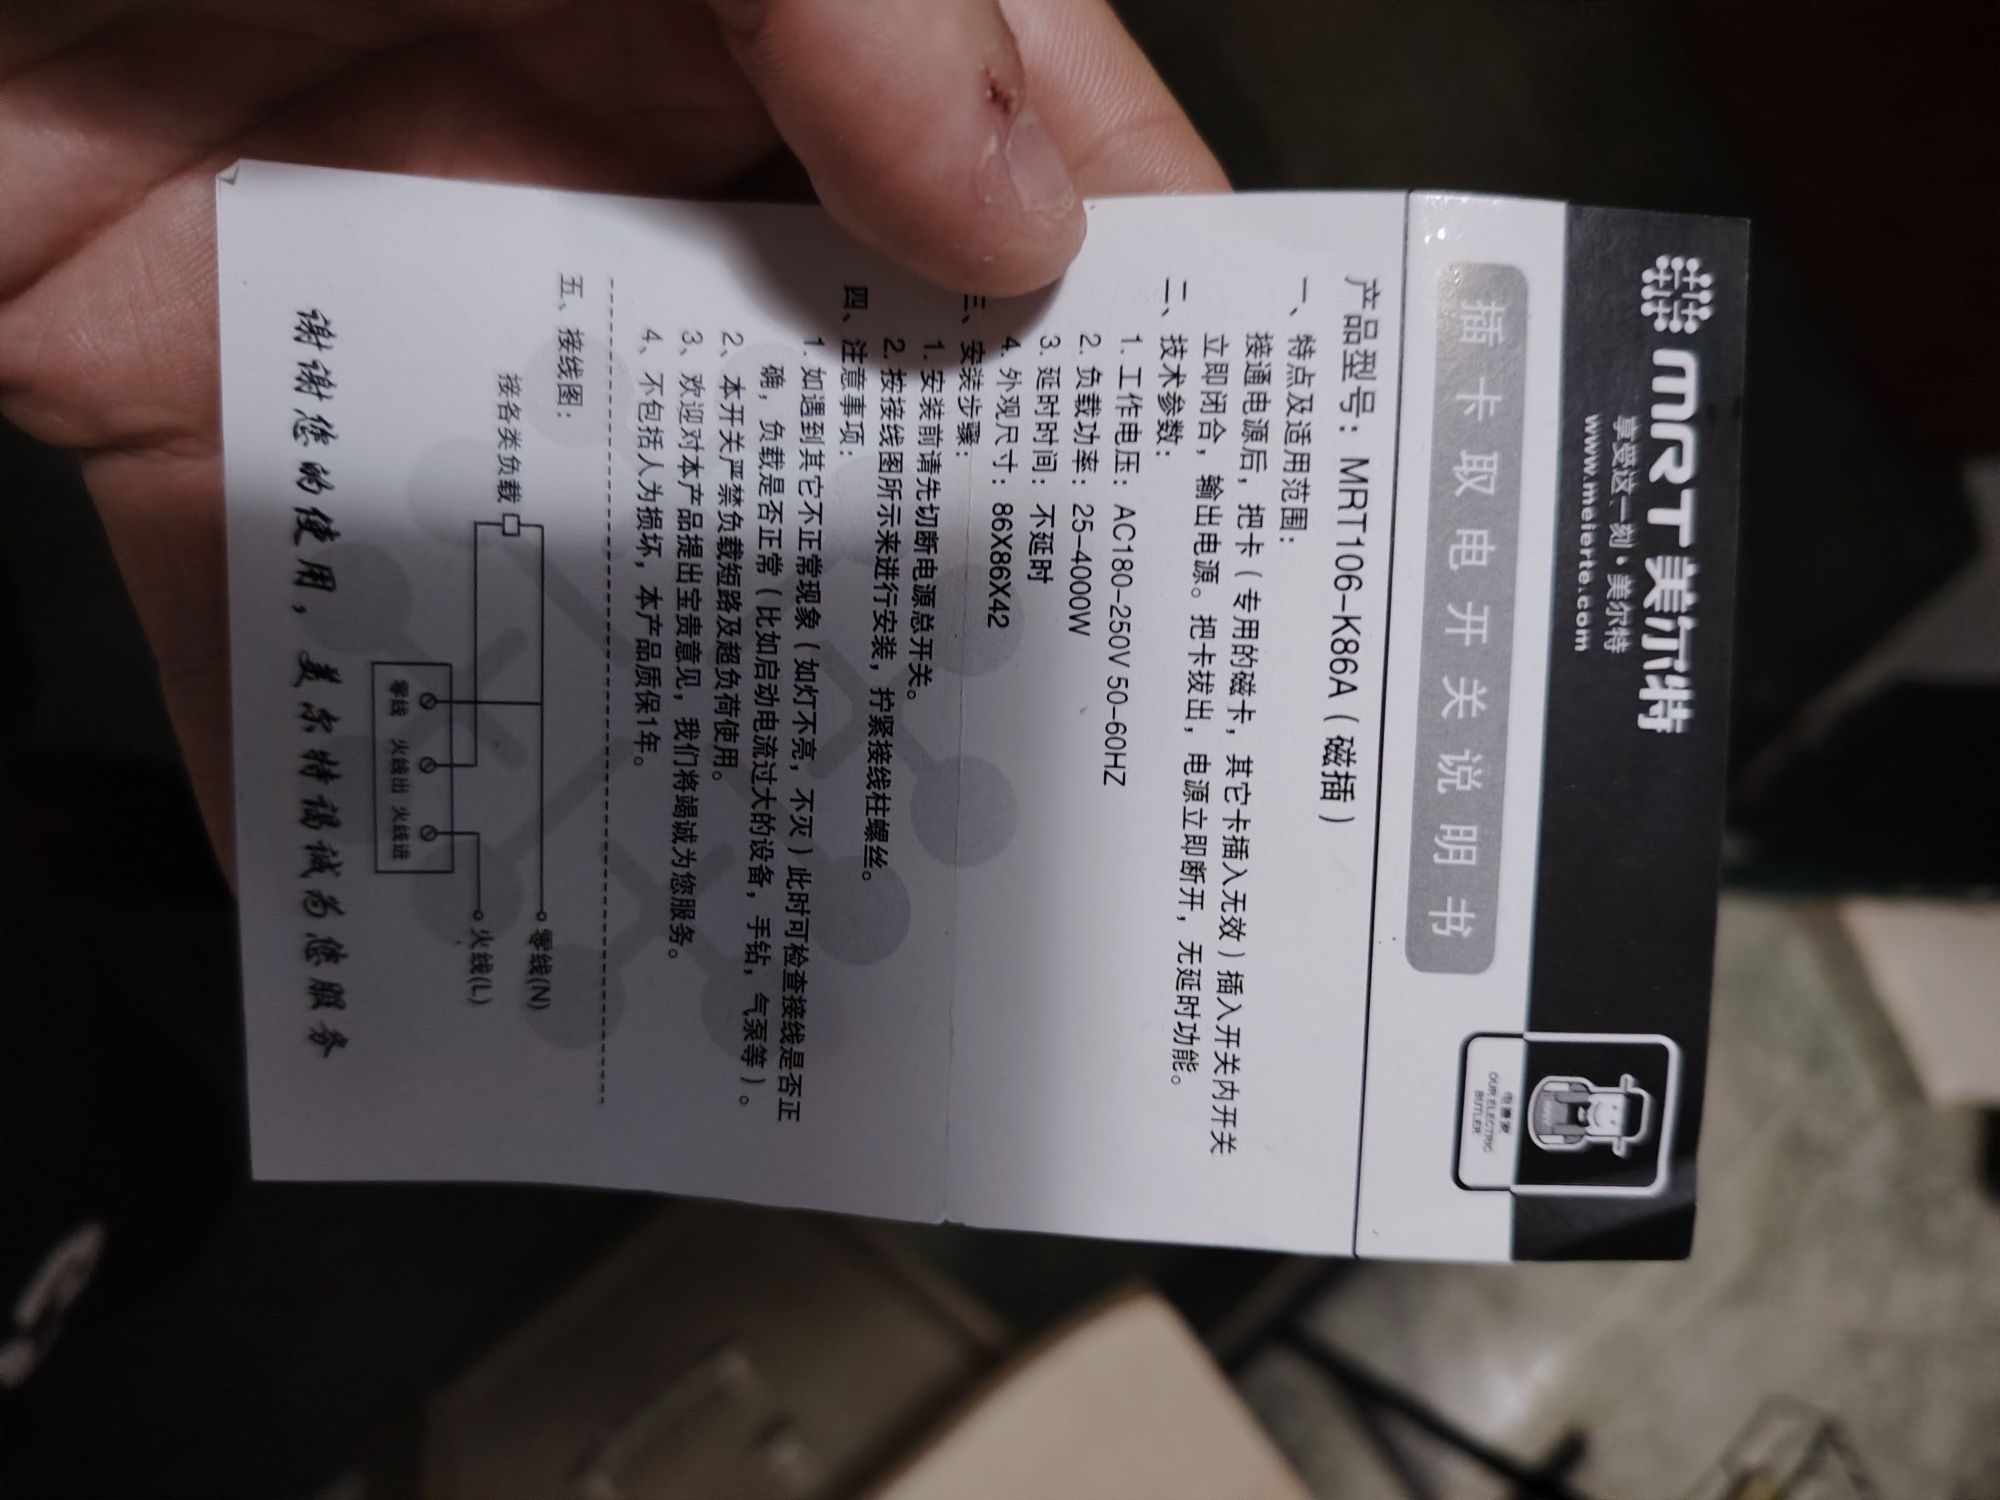 MRT 美尔特
享受这一刻·美尔特
www.meierte.com
电管家
OUR ELECTRIC
BUTLER
插卡取电开关说明书
产品型号：MRT106-K86A（磁插）
一、特点及适用范围：
接通电源后，把卡（专用的磁卡，其它卡插入无效）插入开关内开关
立即闭合，输出电源。把卡拔出，电源立即断开，无延时功能。
二、技术参数：
1. 工作电压：AC180-250V 50-60HZ
2. 负载功率：25-4000W
3. 延时时间：不延时
4. 外观尺寸：86X86X42
三、安装步骤：
1. 安装前请先切断电源总开关。
2. 按接线图所示来进行安装，拧紧接线柱螺丝。
四、注意事项：
1. 如遇到其它不正常现象（如灯不亮，不灭）此时可检查接线是否正
确，负载是否正常（比如启动电流过大的设备，手钻，气泵等）。
2、本开关严禁负载短路及超负荷使用。
3、欢迎对本产品提出宝贵意见，我们将竭诚为您服务。
4、不包括人为损坏，本产品质保1年。
五、接线图：
接各类负载
零线(N)
火线(L)
零线 火线出 火线进
谢谢您的使用，美尔特竭诚为您服务